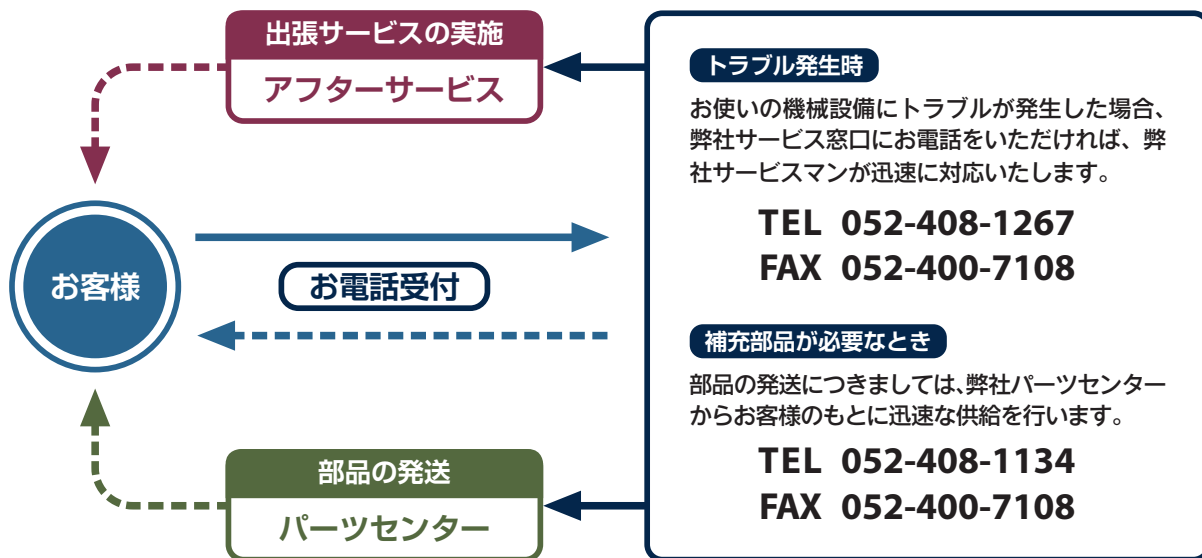 出張サービスの実施
アフターサービス
お客様
お電話受付
部品の発送
パーツセンター
トラブル発生時
お使いの機械設備にトラブルが発生した場合、
弊社サービス窓口にお電話をいただければ、弊
社サービスマンが迅速に対応いたします。
TEL 052-408-1267
FAX 052-400-7108
補充部品が必要なとき
部品の発送につきましては、弊社パーツセンター
からお客様のもとに迅速な供給を行います。
TEL 052-408-1134
FAX 052-400-7108